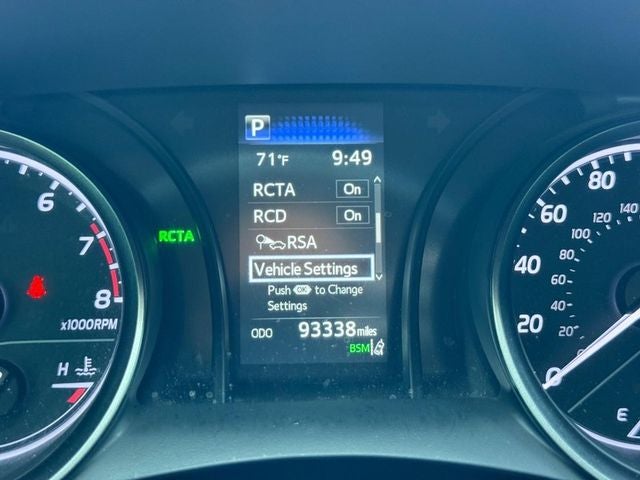 P
71°F 9:49
RCTA On
RCD On
RSA
Vehicle Settings
Push OK to Change
Settings
ODO 93338 miles
BSM
RCTA
6
7
8
x1000RPM
H
80
60
40
20
0
140
120
100
80
60
40
20
E